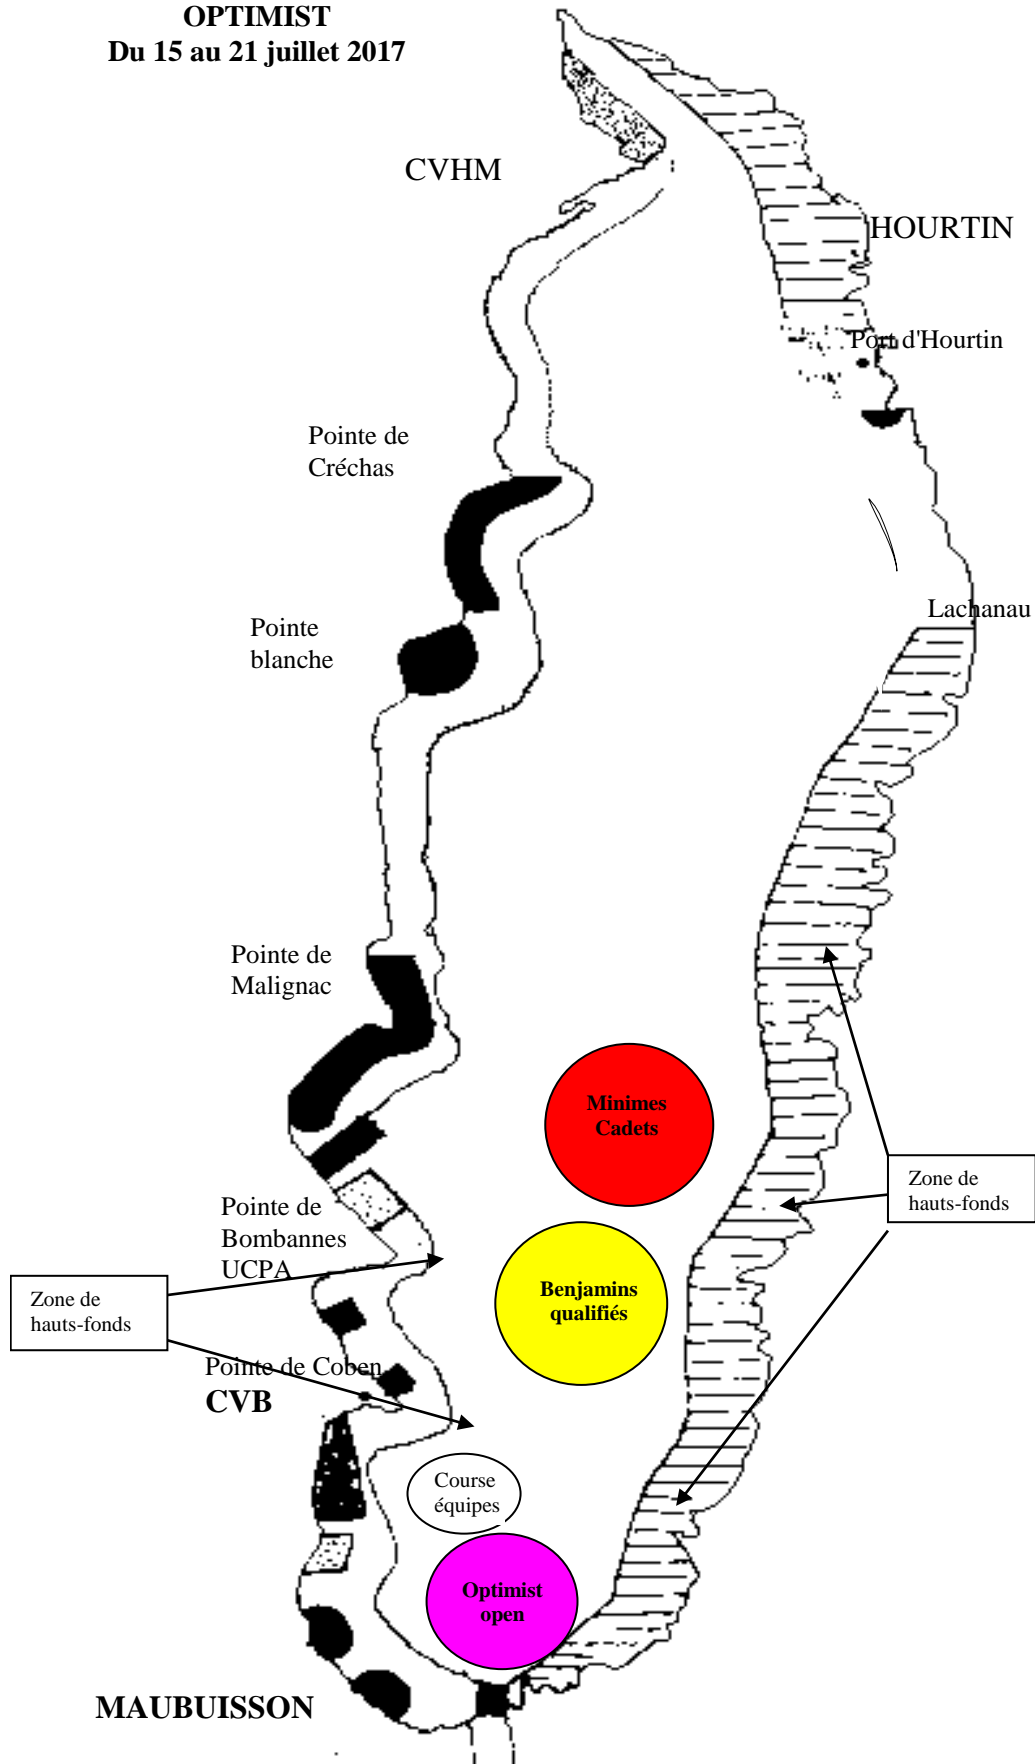 OPTIMIST
Du 15 au 21 juillet 2017
CVHM
HOURTIN
Port d'Hourtin
Pointe de
Créchas
Lachanau
Pointe
blanche
Pointe de
Malignac
Minimes
Cadets
Zone de
hauts-fonds
Pointe de
Bombannes
UCPA
Benjamins
qualifiés
Zone de
hauts-fonds
Pointe de Coben
CVB
Course
équipes
Optimist
open
MAUBUISSON